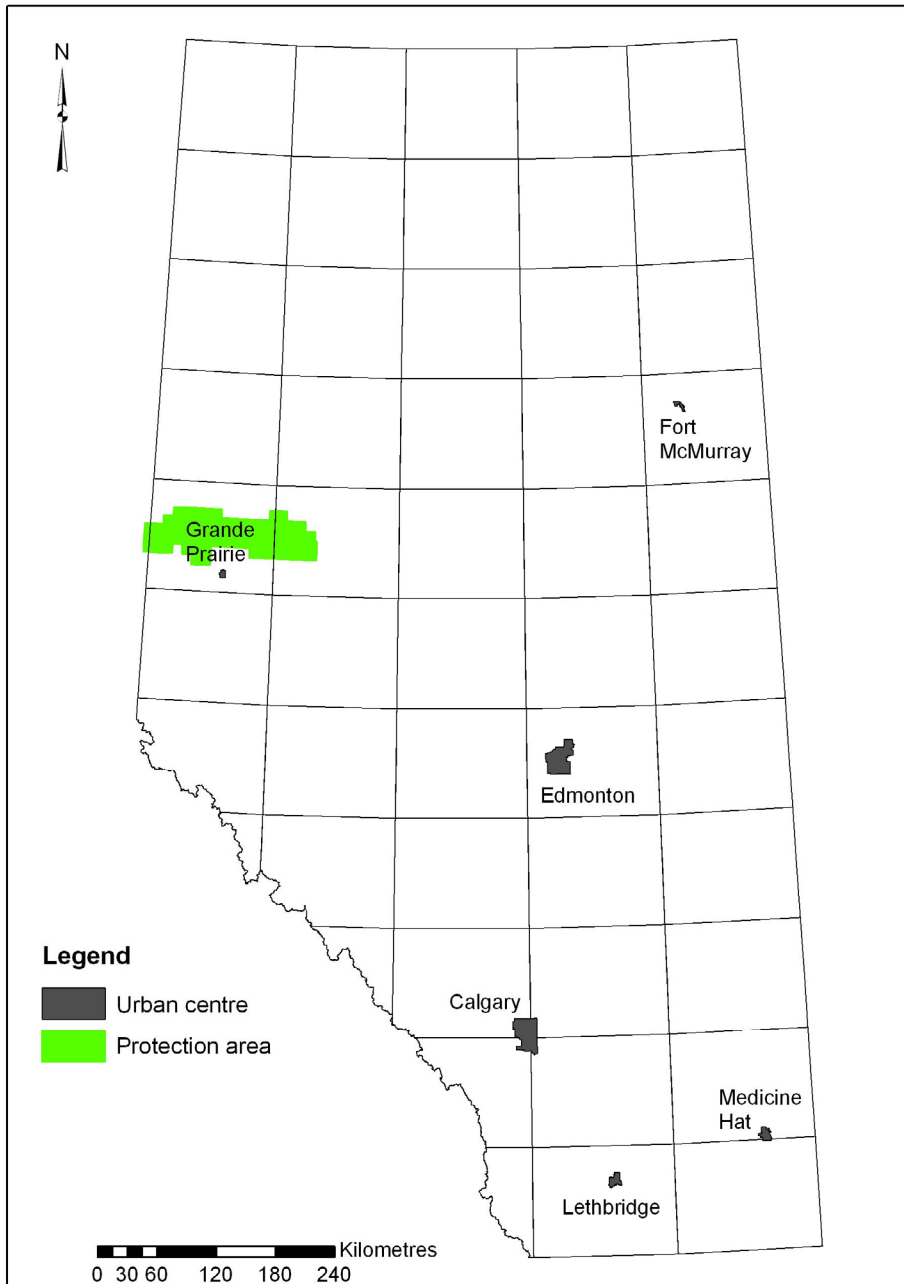 N
Fort
McMurray
Grande
Prairie
Edmonton
Legend
Urban centre
Protection area
Calgary
Medicine
Hat
Lethbridge
Kilometres
0 30 60 120 180 240